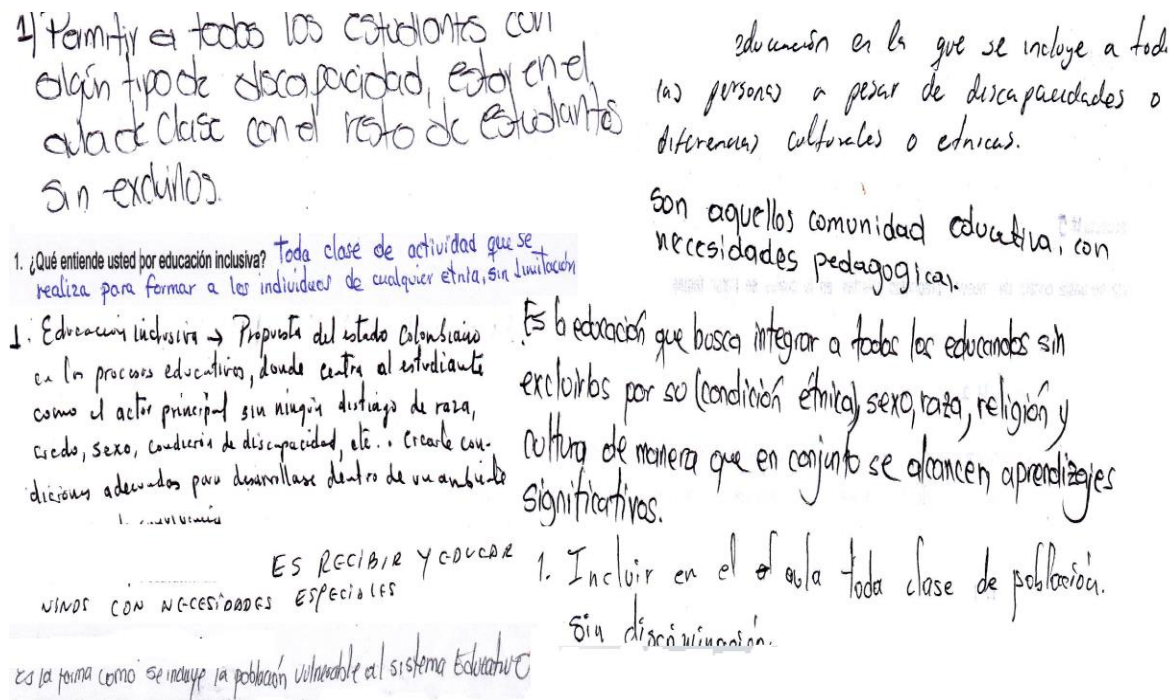 1) Permitir a todos los estudiantes con
algún tipo de discapacidad, estar en el
aula de clase con el resto de estudiantes
sin excluirlos.
1. ¿Qué entiende usted por educación inclusiva? Toda clase de actividad que se
realiza para formar a los individuos de cualquier etnia, sin limitación
1. Educación inclusiva → Propuesta del estado Colombiano
en los procesos educativos, donde centra al estudiante
como el actor principal sin ningún distingo de raza,
credo, sexo, condición de discapacidad, etc.. Crearle con-
diciones adecuadas para desarrollarse dentro de un ambiente
ES RECIBIR Y EDUCAR
NINOS CON NECESIDADES ESPECIALES
es la forma como se incluye la población vulnerable al sistema Educativo
educación en la que se incluye a tod
las personas a pesar de discapacidades o
diferencias culturales o etnicas.
son aquellos comunidad educativa, con
necesidades pedagogicas
Es la educación que busca integrar a todos los educandos sin
excluirlos por su (condición étnica), sexo, raza, religión y
cultura de manera que en conjunto se alcancen aprendizajes
significativos.
1. Incluir en el aula toda clase de población.
Sin discriminación.